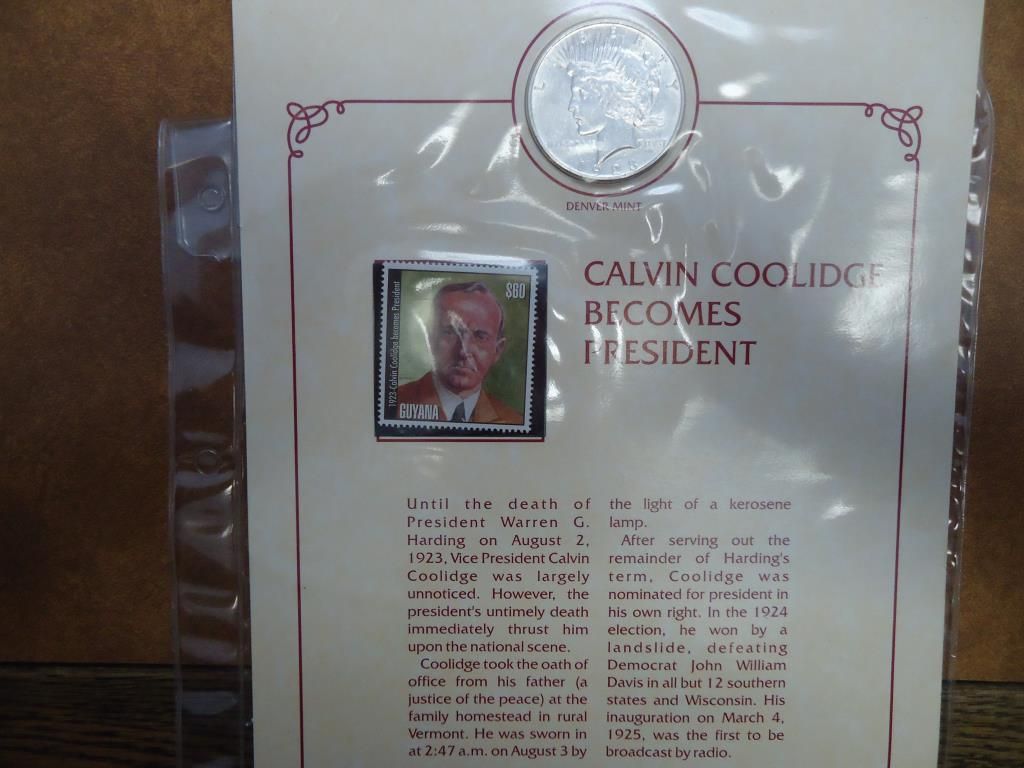 LIBERTY
DENVER MINT
CALVIN COOLIDGE
BECOMES
PRESIDENT
$60
1923-Calvin Coolidge becomes President
GUYANA
Until the death of
President Warren G.
Harding on August 2,
1923, Vice President Calvin
Coolidge was largely
unnoticed. However, the
president's untimely death
immediately thrust him
upon the national scene.
Coolidge took the oath of
office from his father (a
justice of the peace) at the
family homestead in rural
Vermont. He was sworn in
at 2:47 a.m. on August 3 by
the light of a kerosene
lamp.
After serving out the
remainder of Harding's
term, Coolidge was
nominated for president in
his own right. In the 1924
election, he won by a
landslide, defeating
Democrat John William
Davis in all but 12 southern
states and Wisconsin. His
inauguration on March 4,
1925, was the first to be
broadcast by radio.